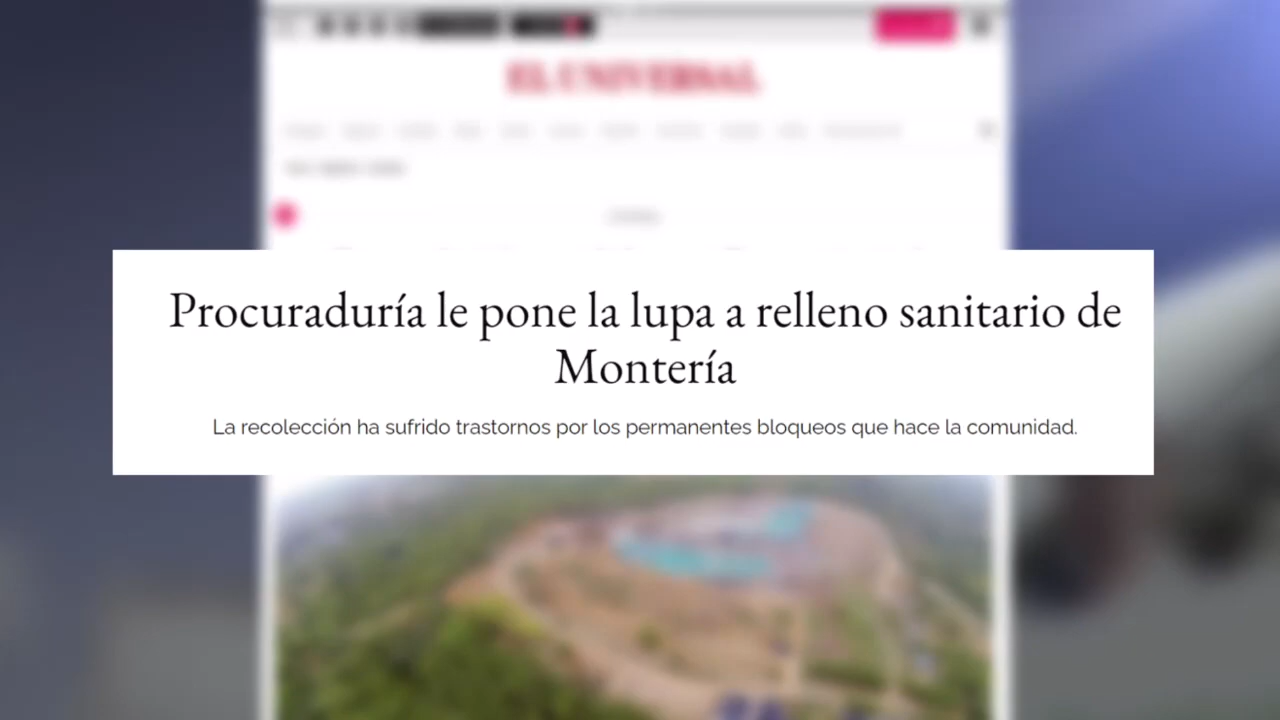 EL UNIVERSAL
Procuraduría le pone la lupa a relleno sanitario de
Montería
La recolección ha sufrido trastornos por los permanentes bloqueos que hace la comunidad.